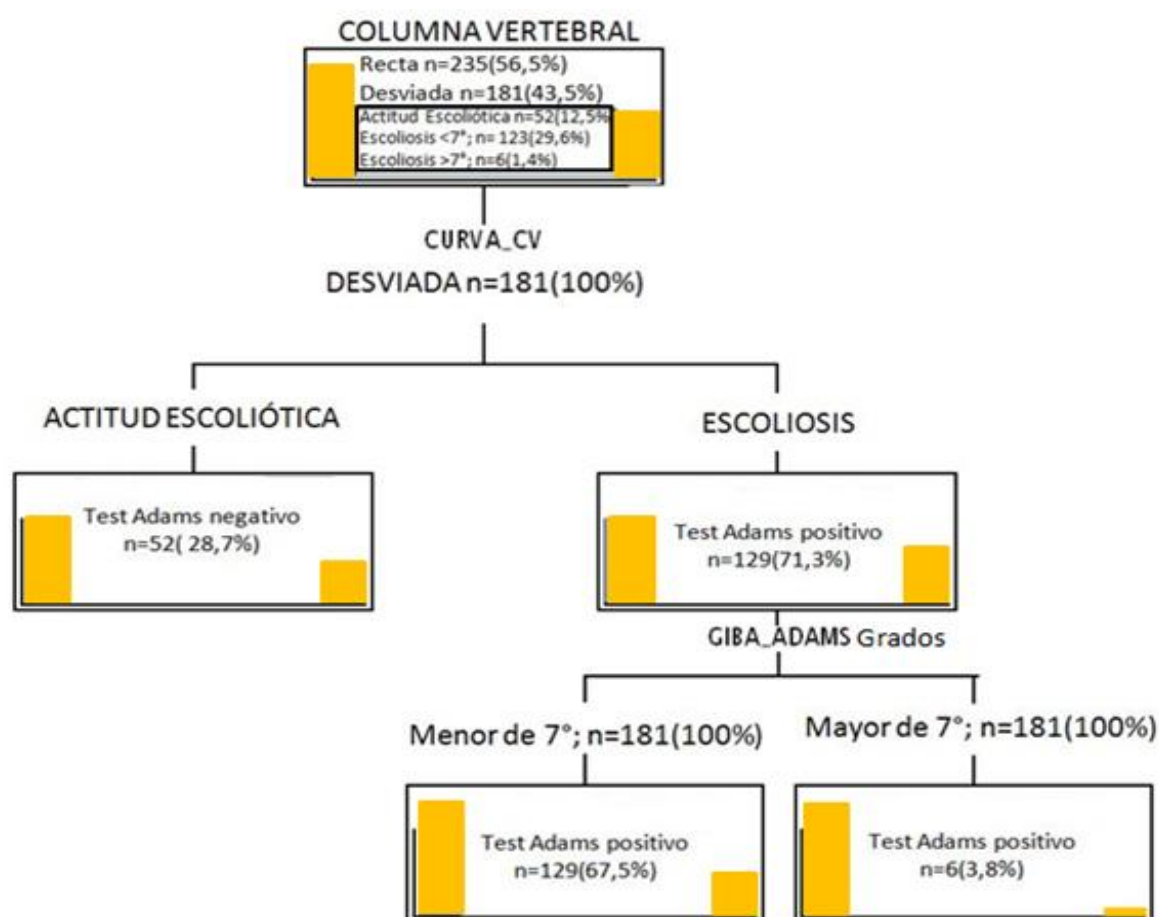 COLUMNA VERTEBRAL
Recta n=235(56,5%)
Desviada n=181(43,5%)
Actitud Escoliótica n=52(12,5%
Escoliosis <7°; n= 123(29,6%)
Escoliosis >7°; n=6(1,4%)
CURVA_CV
DESVIADA n=181(100%)
ACTITUD ESCOLIÓTICA
ESCOLIOSIS
Test Adams negativo
n=52( 28,7%)
Test Adams positivo
n=129(71,3%)
GIBA_ADAMS Grados
Menor de 7°; n=181(100%)
Mayor de 7°; n=181(100%)
Test Adams positivo
n=129(67,5%)
Test Adams positivo
n=6(3,8%)